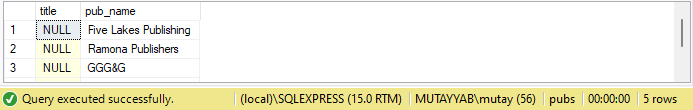 title pub_name
1 NULL Five Lakes Publishing
2 NULL Ramona Publishers
3 NULL GGG&G
Query executed successfully. (local)\SQLEXPRESS (15.0 RTM) MUTAYYAB\mutay (56) pubs 00:00:00 5 rows